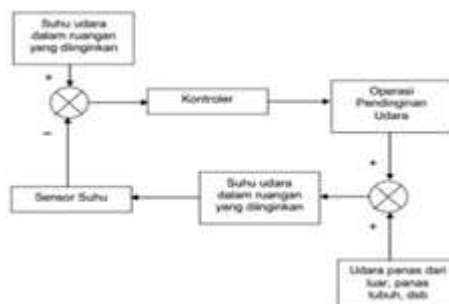 Suhu udara
dalam ruangan
yang diinginkan
+
Kontroler
Operasi
Pendinginan
Udara
−
+
Sensor Suhu
Suhu udara
dalam ruangan
yang diinginkan
+
Udara panas dari
luar, panas
tubuh, dsb